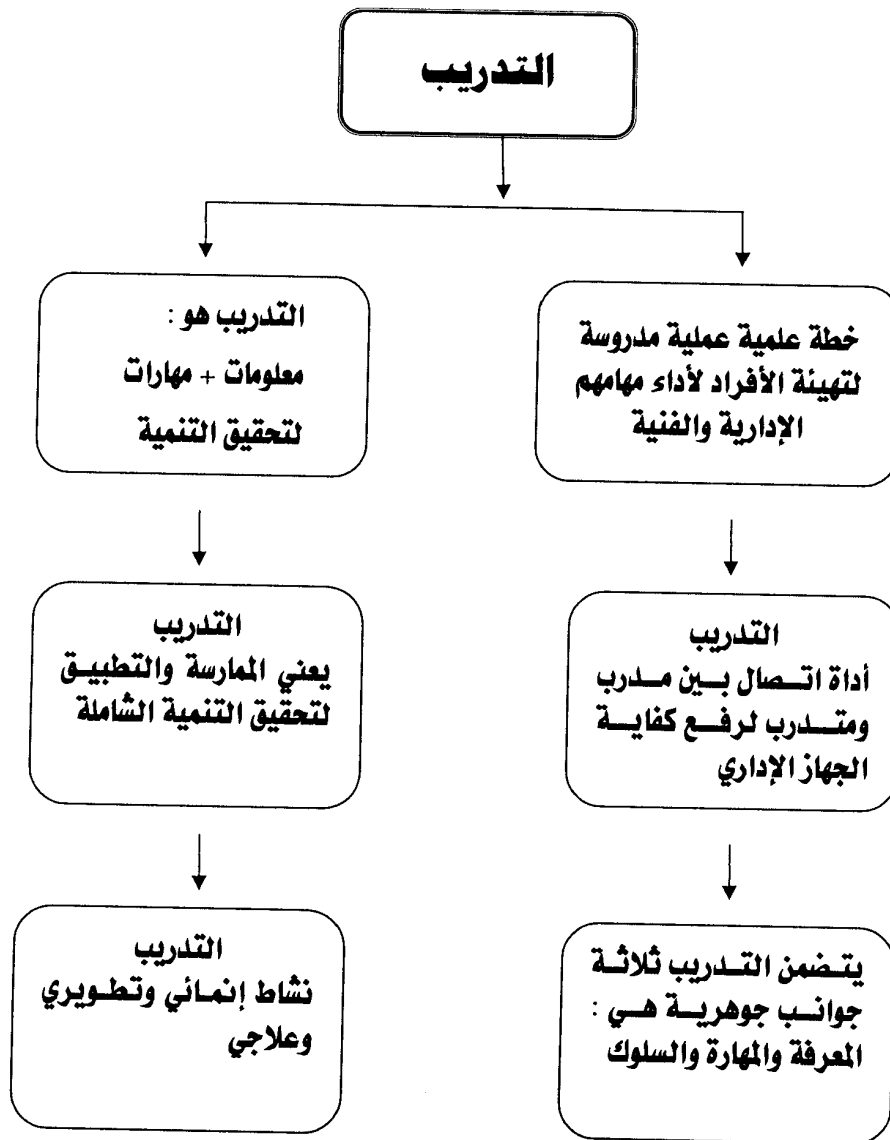 التدريب
خطة علمية عملية مدروسة
لتهيئة الأفراد لأداء مهامهم
الإدارية والفنية
التدريب هو :
معلومات + مهارات
لتحقيق التنمية
التدريب
أداة اتصال بين مدرب
ومتدرب لرفع كفاية
الجهاز الإداري
التدريب
يعني الممارسة والتطبيق
لتحقيق التنمية الشاملة
يتضمن التدريب ثلاثة
جوانب جوهرية هي :
المعرفة والمهارة والسلوك
التدريب
نشاط إنمائي وتطويري
وعلاجي